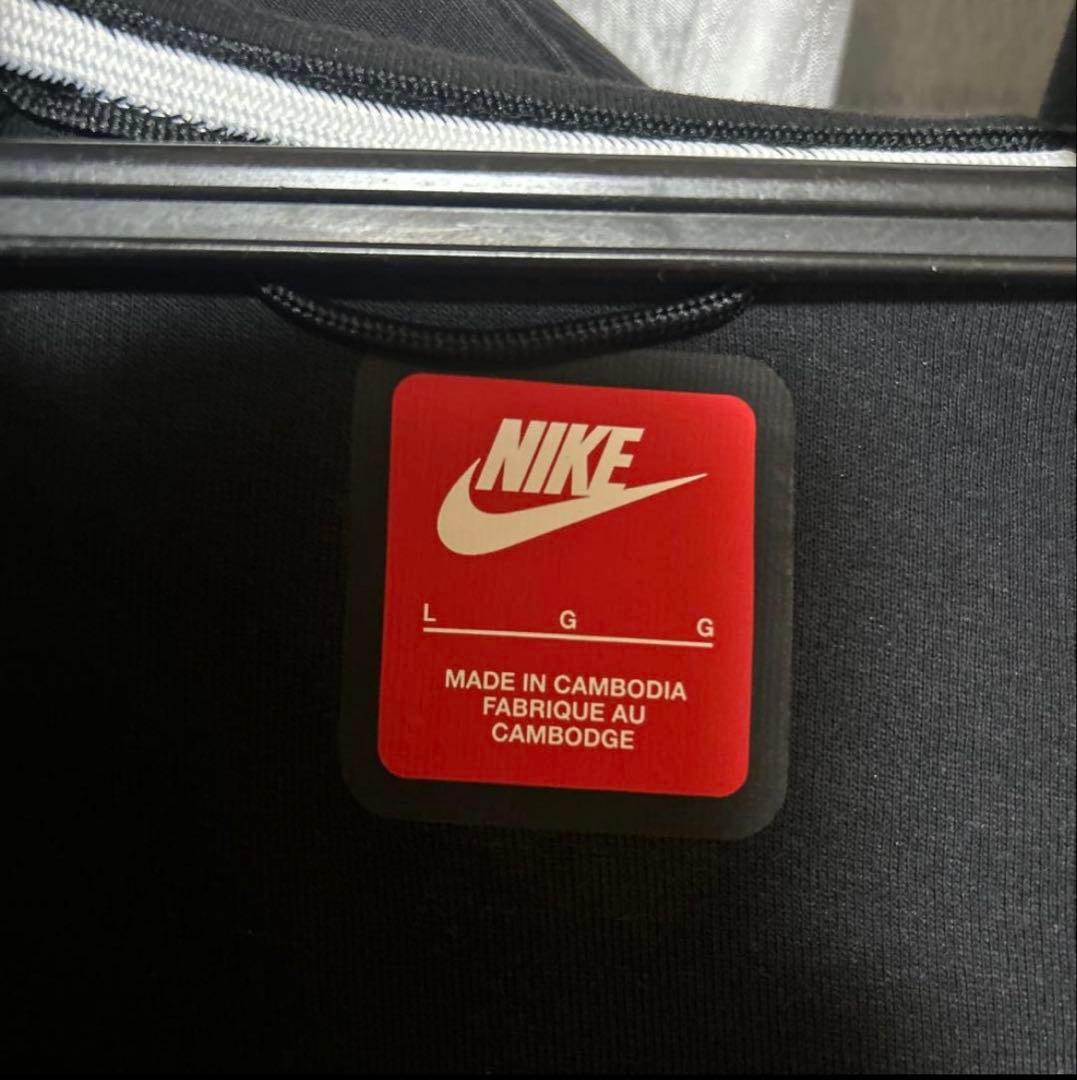 NIKE
L G G
MADE IN CAMBODIA
FABRIQUE AU
CAMBODGE